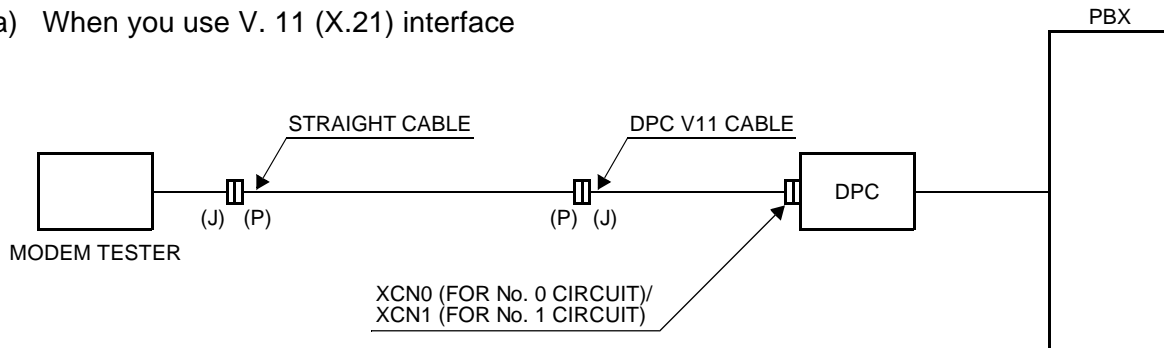 a) When you use V. 11 (X.21) interface
PBX
STRAIGHT CABLE
DPC V11 CABLE
DPC
(J) (P)
(P) (J)
MODEM TESTER
XCN0 (FOR No. 0 CIRCUIT)/
XCN1 (FOR No. 1 CIRCUIT)